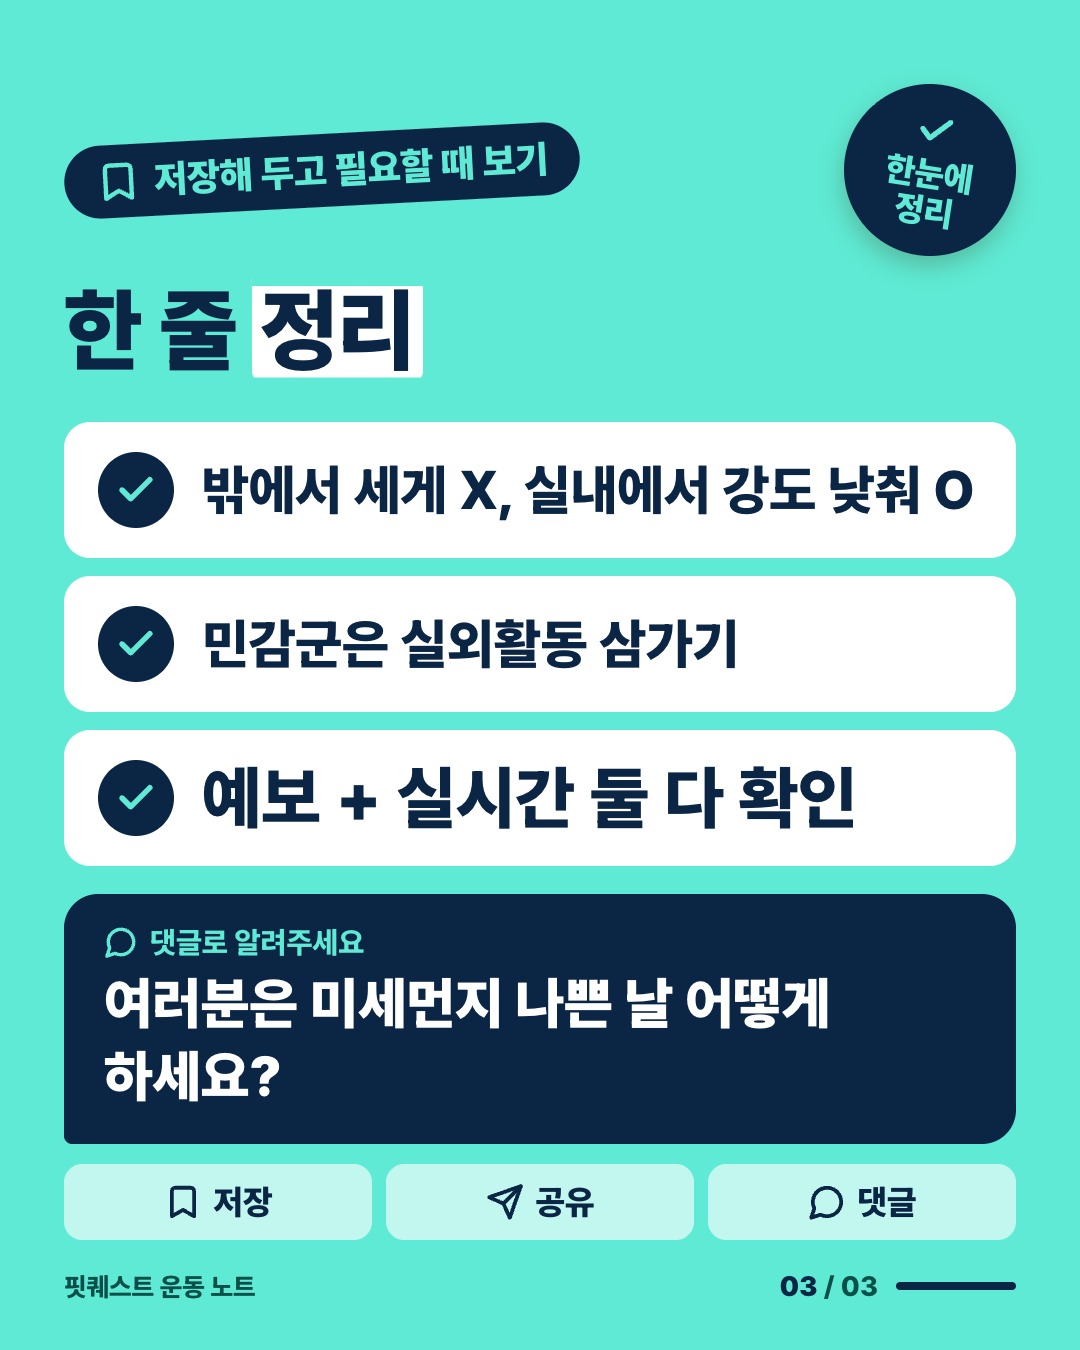 저장해 두고 필요할 때 보기
한눈에
정리
한 줄 정리
밖에서 세게 X, 실내에서 강도 낮춰 O
민감군은 실외활동 삼가기
예보 + 실시간 둘 다 확인
댓글로 알려주세요
여러분은 미세먼지 나쁜 날 어떻게
하세요?
저장
공유
댓글
핏퀘스트 운동 노트
03 / 03